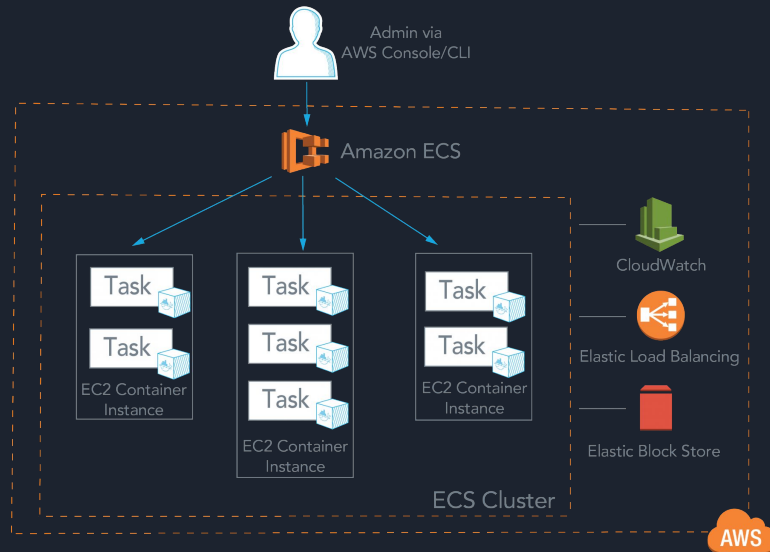 Admin via
AWS Console/CLI
Amazon ECS
Task
Task
EC2 Container
Instance
Task
Task
Task
EC2 Container
Instance
Task
Task
EC2 Container
Instance
CloudWatch
Elastic Load Balancing
Elastic Block Store
ECS Cluster
AWS